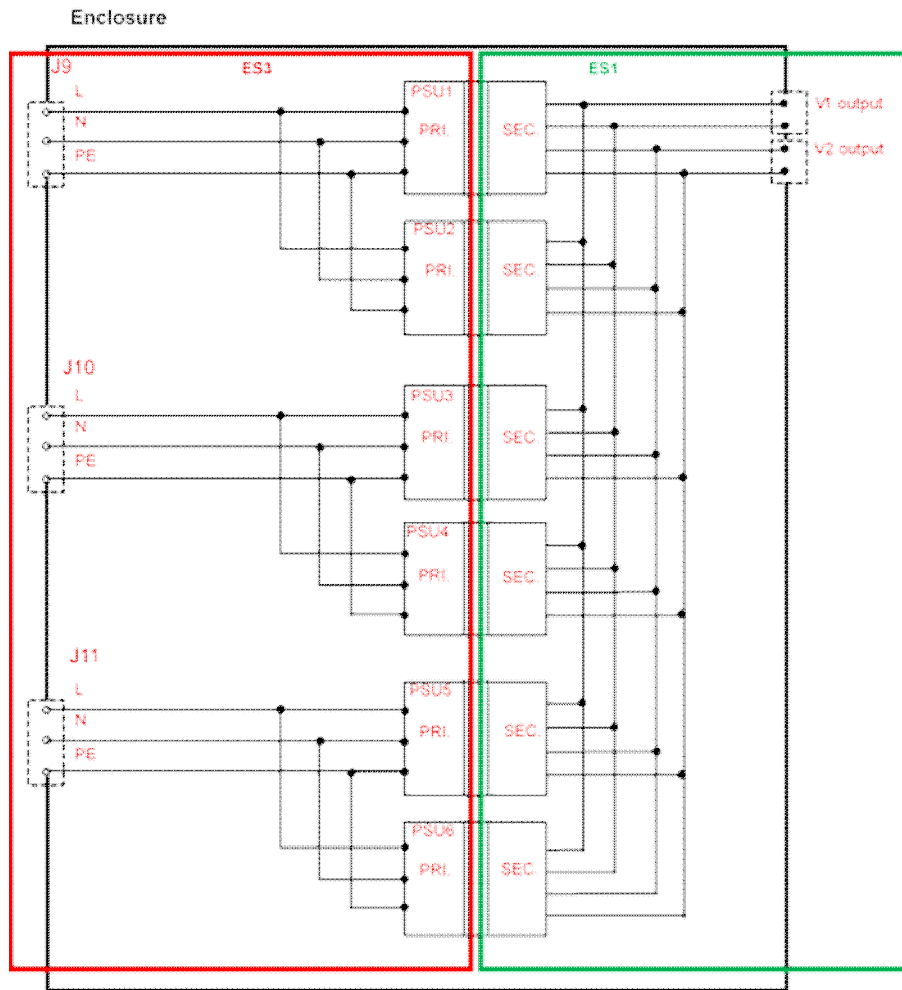 Enclosure
J9
ES3
ES1
L
N
PE
PSU1
PRI.
SEC.
V1 output
V2 output
PSU2
PRI.
SEC.
J10
L
N
PE
PSU3
PRI.
SEC.
PSU4
PRI.
SEC.
J11
L
N
PE
PSU5
PRI.
SEC.
PSU6
PRI.
SEC.